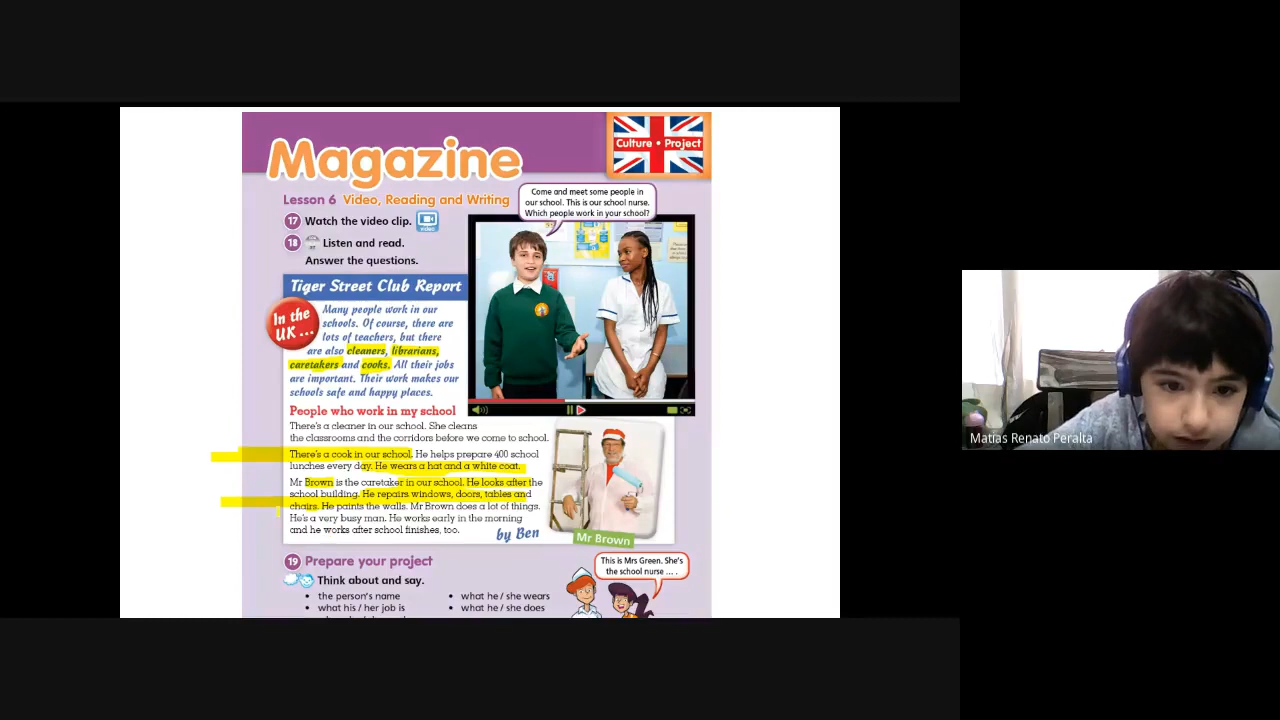 Magazine
Culture • Project
Lesson 6 Video, Reading and Writing
Come and meet some people in
our school. This is our school nurse.
Which people work in your school?
17 Watch the video clip.
video
18 Listen and read.
Answer the questions.
Tiger Street Club Report
In the
UK ...
Many people work in our
schools. Of course, there are
lots of teachers, but there
are also cleaners, librarians,
caretakers and cooks. All their jobs
are important. Their work makes our
schools safe and happy places.
People who work in my school
There's a cleaner in our school. She cleans
the classrooms and the corridors before we come to school.
There's a cook in our school. He helps prepare 400 school
lunches every day. He wears a hat and a white coat.
Mr Brown is the caretaker in our school. He looks after the
school building. He repairs windows, doors, tables and
chairs. He paints the walls. Mr Brown does a lot of things.
He's a very busy man. He works early in the morning
and he works after school finishes, too.
by Ben
Mr Brown
19 Prepare your project
Think about and say.
• the person's name
• what his / her job is
• what he / she wears
• what he / she does
This is Mrs Green. She's
the school nurse ... .
Matias Renato Peralta